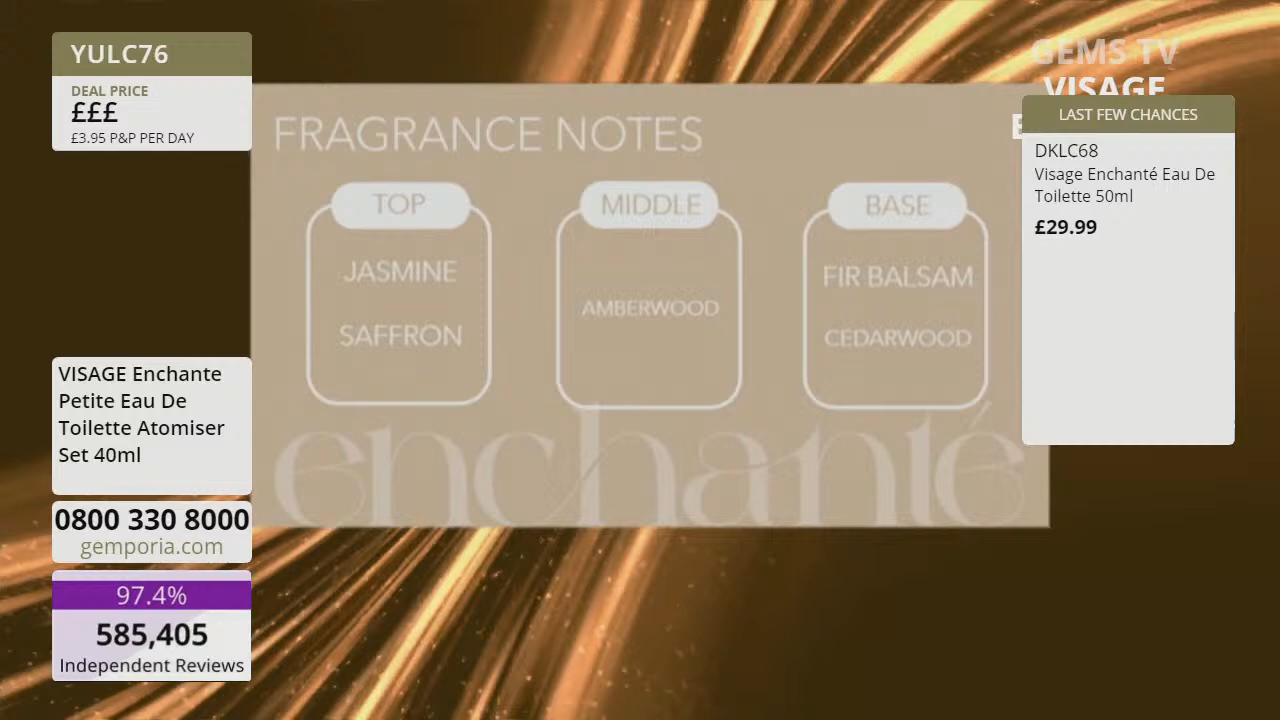 YULC76
DEAL PRICE
£££
£3.95 P&P PER DAY
FRAGRANCE NOTES
TOP
JASMINE
SAFFRON
MIDDLE
AMBERWOOD
BASE
FIR BALSAM
CEDARWOOD
enchanté
GEMS TV
VISAGE
LAST FEW CHANCES
DKLC68
Visage Enchanté Eau De
Toilette 50ml
£29.99
VISAGE Enchante
Petite Eau De
Toilette Atomiser
Set 40ml
0800 330 8000
gemporia.com
97.4%
585,405
Independent Reviews